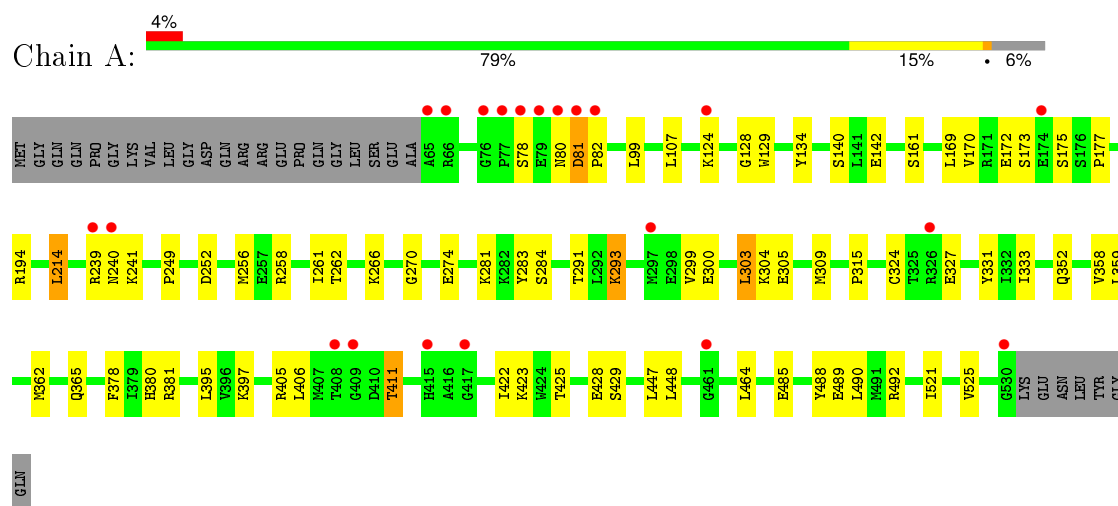 4%
Chain A:
79% 15% • 6%
MET GLY GLN GLN PRO GLY LYS VAL LEU GLY ASP GLN ARG ARG GLU PRO GLN GLY LEU SER GLU ALA A65 R66 G76 P77 S78 E79 N80 D81 P82 L99 L107 K124 G128 W129 Y134 S140 L141 E142 S161 L169 V170 R171 E172 S173 E174 S175 S176 P177
R194 L214 R239 N240 K241 P249 D252 M256 E257 R258 I261 T262 K266 G270 E274 K281 K282 Y283 S284 T291 L292 K293 M297 E298 V299 E300 L303 K304 E305 M309 P315 C324 T325 R326 E327 Y331 I332 I333 Q352 V358 L359
M362 Q365 F378 I379 H380 R381 L395 V396 K397 R405 L406 M407 T408 G409 D410 T411 H415 A416 G417 I422 K423 W424 T425 E428 S429 L447 L448 G461 L464 E485 Y488 E489 L490 M491 R492 I521 V525 G530 LYS GLU ASN LEU TYR GLY
GLN